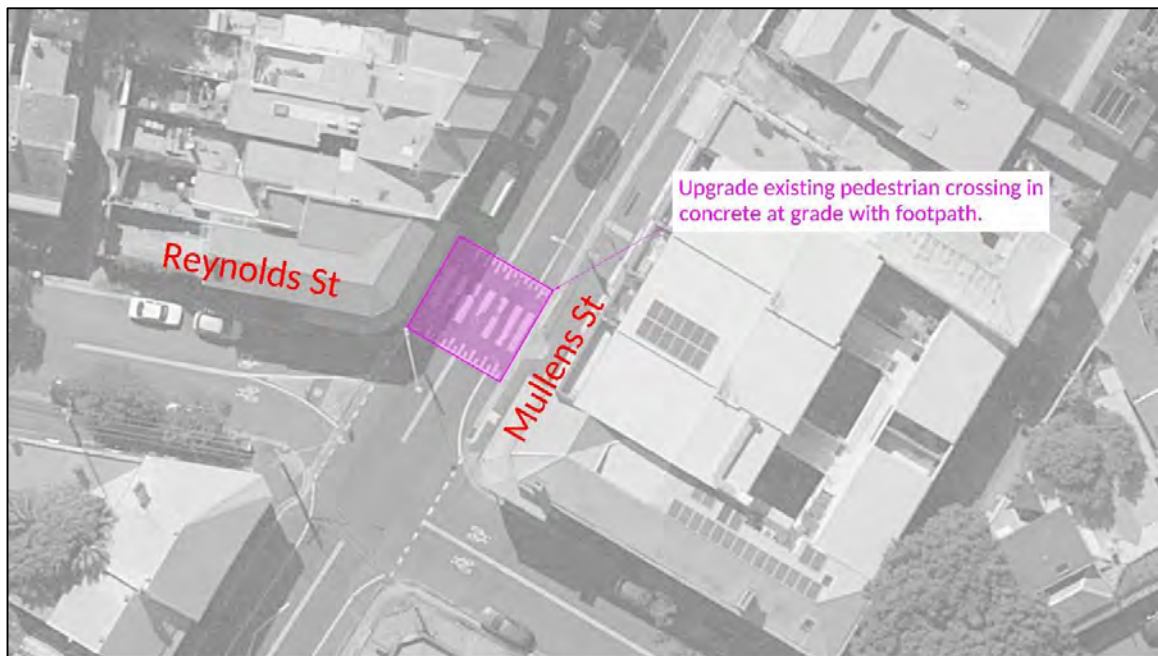 Upgrade existing pedestrian crossing in
concrete at grade with footpath.
Reynolds St
Mullens St